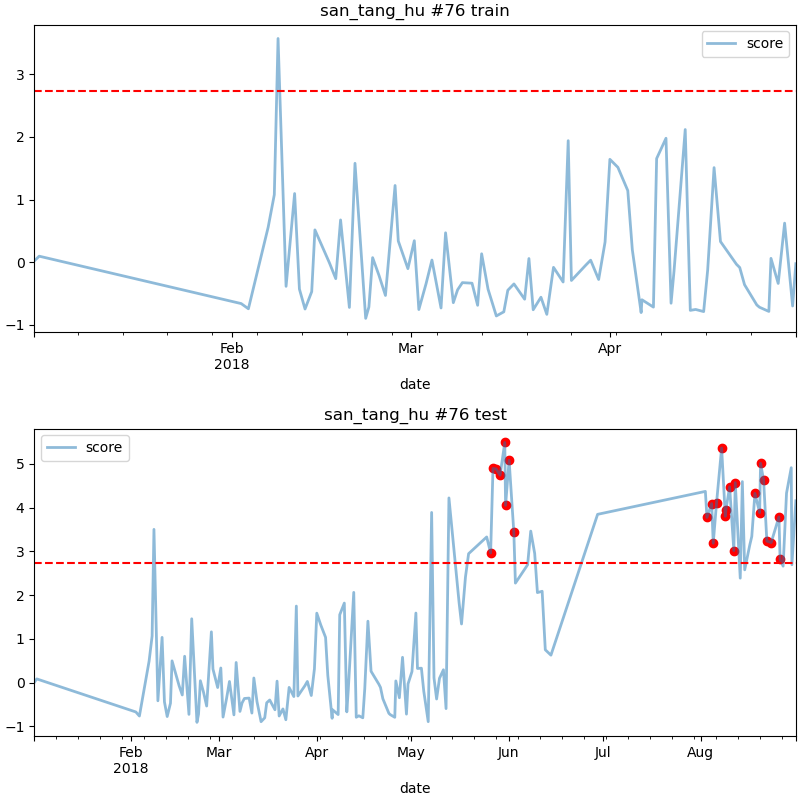 san_tang_hu #76 train
score
3
2
1
0
−1
Feb
2018
Mar
Apr
date
san_tang_hu #76 test
score
5
4
3
2
1
0
−1
Feb
2018
Mar
Apr
May
Jun
Jul
Aug
date